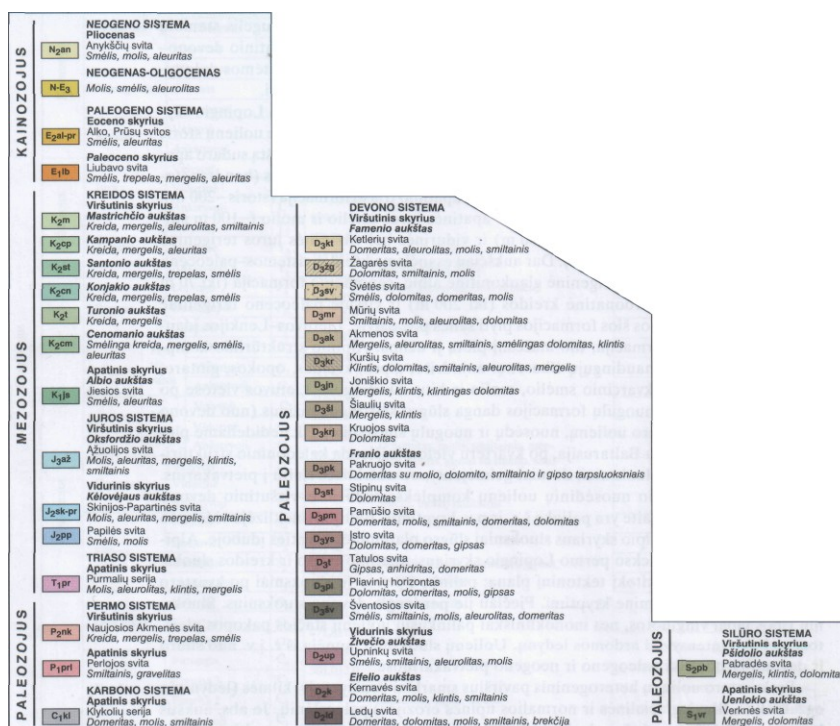 KAINOZOJUS
NEOGENO SISTEMA
Pliocenas
N2an Anykščių svita
Smėlis, molis, aleuritas
NEOGENAS-OLIGOCENAS
N-E3 Molis, smėlis, aleurolitas
PALEOGENO SISTEMA
Eoceno skyrius
E2al-pr Alko, Prūsų svitos
Smėlis, aleuritas
Paleoceno skyrius
E1lb Liubavo svita
Smėlis, trepelas, mergelis, aleuritas
MEZOZOJUS
KREIDOS SISTEMA
Viršutinis skyrius
Mastrichčio aukštas
K2m Kreida, mergelis, aleurolitas, smiltainis
Kampanio aukštas
K2cp Kreida, mergelis, aleuritas
Santonio aukštas
K2st Kreida, mergelis, trepelas, smėlis
Konjakio aukštas
K2cn Kreida, mergelis, trepelas, smėlis
Turonio aukštas
K2t Kreida, mergelis
Cenomanio aukštas
K2cm Smėlinga kreida, mergelis, smėlis,
aleuritas
Apatinis skyrius
Albio aukštas
K1js Jiesios svita
Smėlis, aleuritas
JUROS SISTEMA
Viršutinis skyrius
Oksfordžio aukštas
J3až Ąžuolijos svita
Molis, aleuritas, mergelis, klintis,
smiltainis
Vidurinis skyrius
Kelovėjaus aukštas
J2sk-pr Skinijos-Papartinės svita
Molis, aleuritas, mergelis, smiltainis
J2pp Papilės svita
Smėlis, molis
TRIASO SISTEMA
Apatinis skyrius
T1pr Purmalių serija
Molis, aleurolitas, klintis, mergelis
PALEOZOJUS
PERMO SISTEMA
Viršutinis skyrius
P2nk Naujosios Akmenės svita
Kreida, mergelis, trepelas, smėlis
Apatinis skyrius
P1prl Perlojos svita
Smiltainis, gravelitas
KARBONO SISTEMA
Apatinis skyrius
C1kl Klykolių serija
Domeritas, molis, smiltainis
PALEOZOJUS
DEVONO SISTEMA
Viršutinis skyrius
Famenio aukštas
D3kt Ketlerių svita
Domeritas, aleurolitas, molis, smiltainis
D3žg Žagarės svita
Dolomitas, smiltainis, molis
D3sv Švėtės svita
Smėlis, dolomitas, domeritas, molis
D3mr Mūrių svita
Smiltainis, molis, aleurolitas, dolomitas
D3ak Akmenos svita
Mergelis, aleuritas, smiltainis, smėlingas dolomitas, klintis
D3kr Kuršių svita
Klintis, dolomitas, smiltainis, aleuritas, mergelis
D3jn Joniškio svita
Mergelis, klintis, klintingas dolomitas
D3šl Šiaulių svita
Mergelis, klintis
D3krj Kruojos svita
Dolomitas
Franio aukštas
D3pk Pakruojo svita
Domeritas su molio, dolomito, smiltainio ir gipso tarpsluoksniais
D3st Stipinų svita
Dolomitas
D3pm Pamūšio svita
Domeritas, molis, smiltainis, domeritas, dolomitas
D3ys Įstro svita
Dolomitas, domeritas, gipsas
D3t Tatulos svita
Gipsas, anhidritas, domeritas
D3pl Pliavinių horizontas
Dolomitas, domeritas, molis, gipsas
D3šv Šventosios svita
Smėlis, smiltainis, molis, aleuritas, domeritas
Vidurinis skyrius
Živečio aukštas
D2up Upninkų svita
Smėlis, smiltainis, aleuritas, molis
Eifelio aukštas
D2k Kernavės svita
Domeritas, molis, klintis, smiltainis
D2ld Ledų svita
Domeritas, dolomitas, molis, smiltainis, brekčija
PALEOZOJUS
SILŪRO SISTEMA
Viršutinis skyrius
Pšidolio aukštas
S2pb Pabradės svita
Mergelis, klintis, dolomitas
Apatinis skyrius
Uenlokio aukštas
S1vr Verknės svita
Mergelis, dolomitas